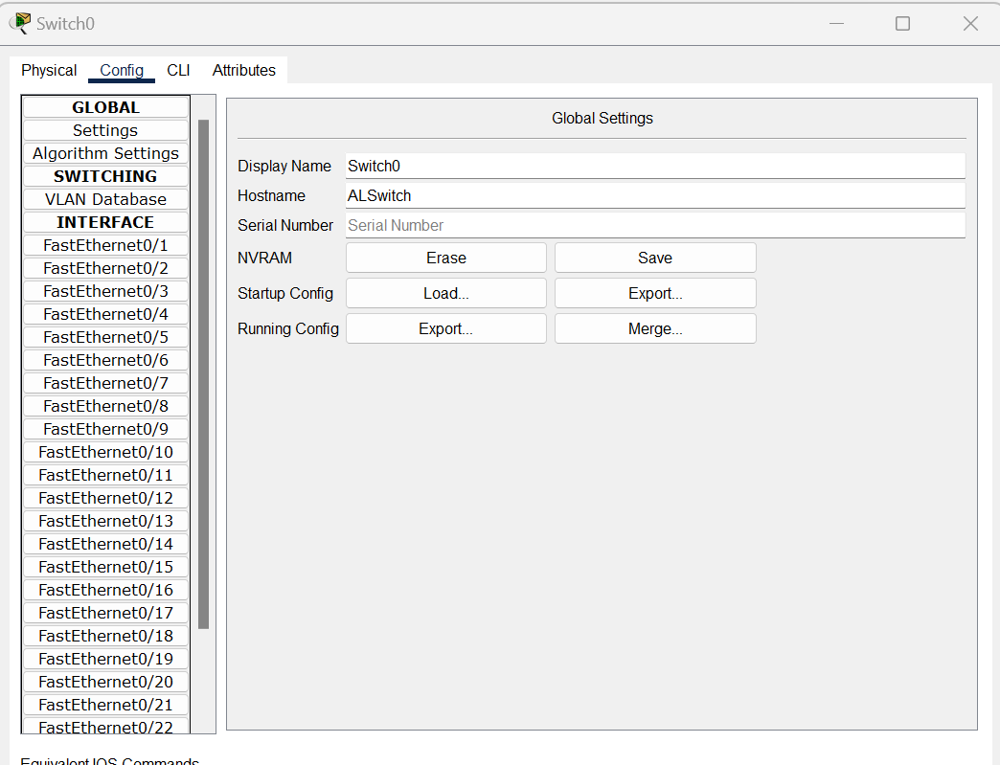 Switch0
Physical Config CLI Attributes
GLOBAL
Settings
Algorithm Settings
SWITCHING
VLAN Database
INTERFACE
FastEthernet0/1
FastEthernet0/2
FastEthernet0/3
FastEthernet0/4
FastEthernet0/5
FastEthernet0/6
FastEthernet0/7
FastEthernet0/8
FastEthernet0/9
FastEthernet0/10
FastEthernet0/11
FastEthernet0/12
FastEthernet0/13
FastEthernet0/14
FastEthernet0/15
FastEthernet0/16
FastEthernet0/17
FastEthernet0/18
FastEthernet0/19
FastEthernet0/20
FastEthernet0/21
FastEthernet0/22
Global Settings
Display Name Switch0
Hostname ALSwitch
Serial Number Serial Number
NVRAM Erase Save
Startup Config Load... Export...
Running Config Export... Merge...
Equivalent IOS Commands